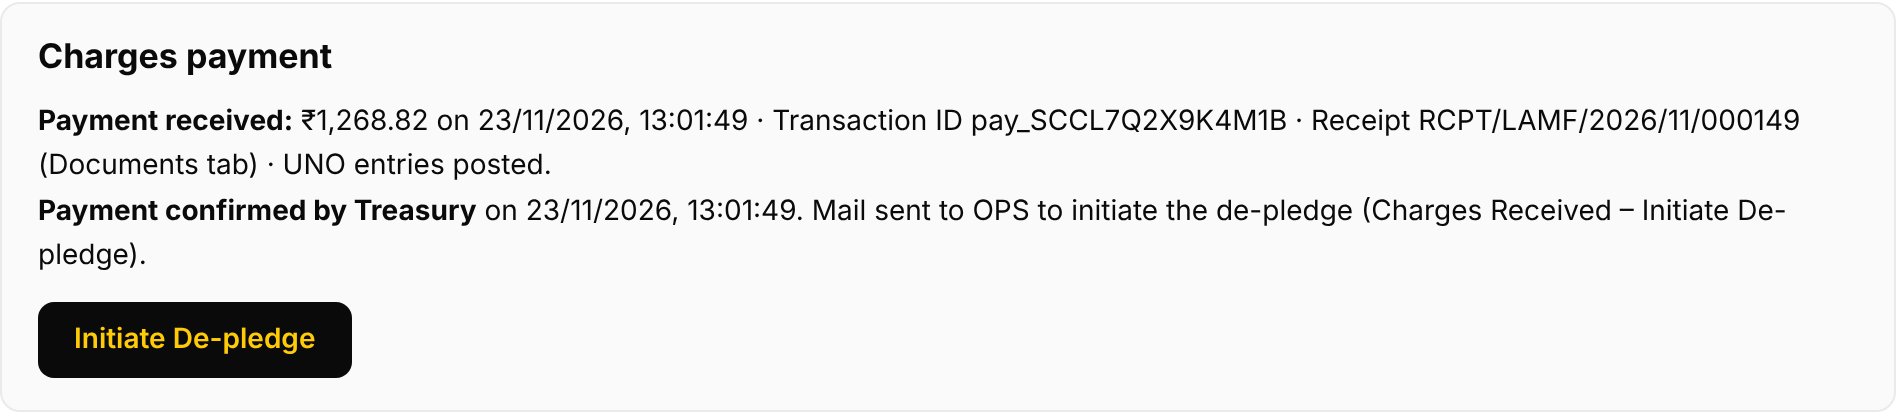 Charges payment
Payment received: ₹1,268.82 on 23/11/2026, 13:01:49 · Transaction ID pay_SCCL7Q2X9K4M1B · Receipt RCPT/LAMF/2026/11/000149
(Documents tab) · UNO entries posted.
Payment confirmed by Treasury on 23/11/2026, 13:01:49. Mail sent to OPS to initiate the de-pledge (Charges Received – Initiate De-
pledge).
Initiate De-pledge